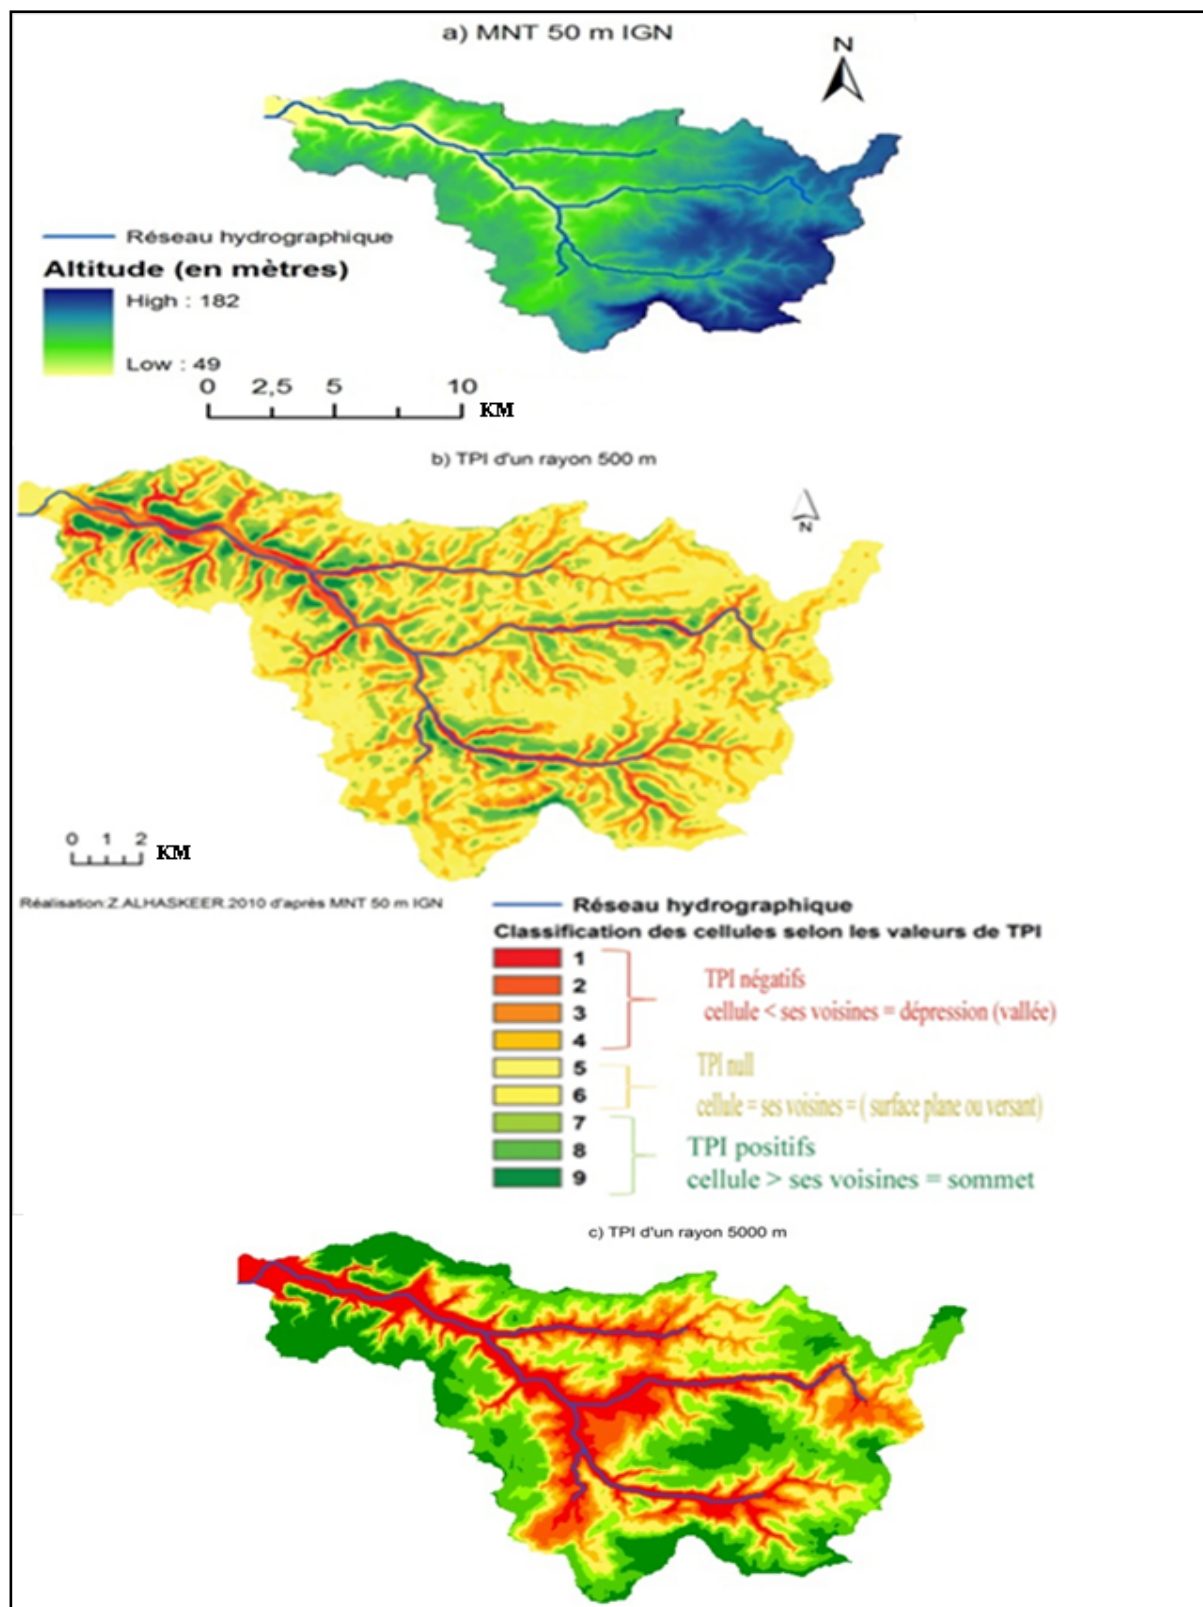 a) MNT 50 m IGN
N
Réseau hydrographique
Altitude (en mètres)
High : 182
Low : 49
0 2,5 5 10 KM
b) TPI d'un rayon 500 m
N
0 1 2 KM
Réalisation:Z.ALHASKEER.2010 d'après MNT 50 m IGN
Réseau hydrographique
Classification des cellules selon les valeurs de TPI
1
2
3
4
5
6
7
8
9
TPI négatifs
cellule < ses voisines = dépression (vallée)
TPI null
cellule = ses voisines = ( surface plane ou versant)
TPI positifs
cellule > ses voisines = sommet
c) TPI d'un rayon 5000 m